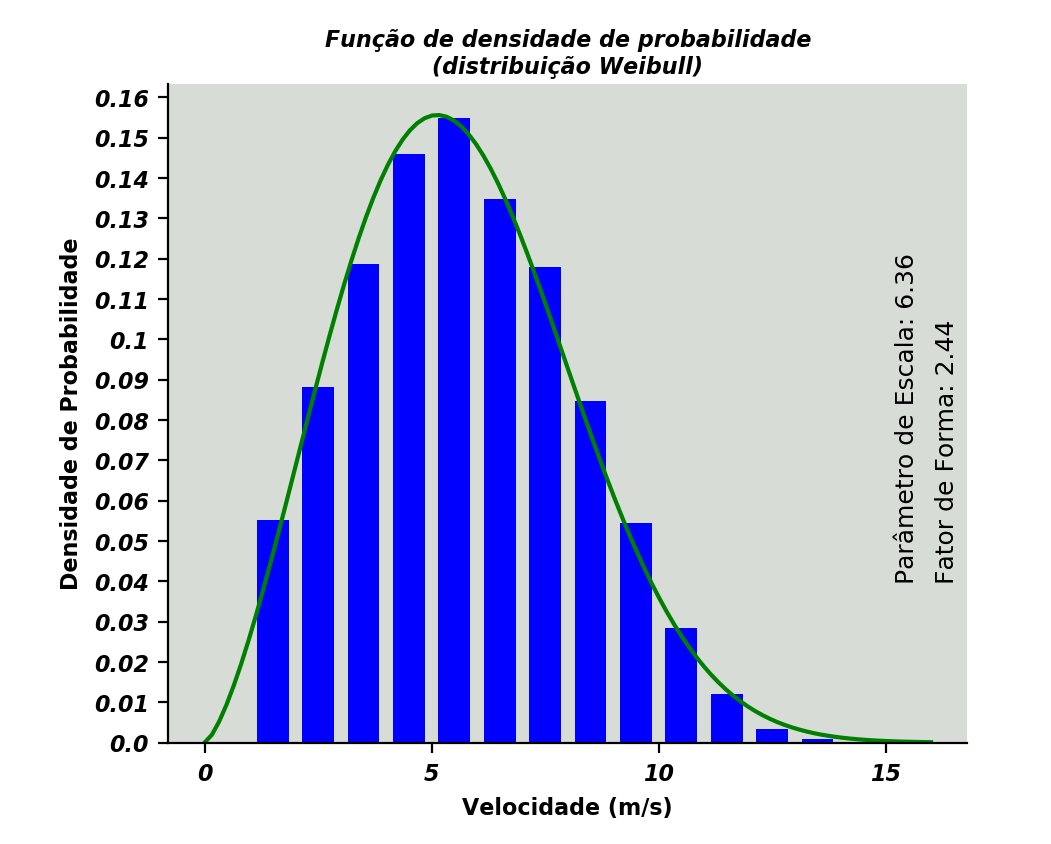 Função de densidade de probabilidade
(distribuição Weibull)
0.16
0.15
0.14
0.13
0.12
0.11
0.1
0.09
0.08
0.07
0.06
0.05
0.04
0.03
0.02
0.01
0.0
Densidade de Probabilidade
Parâmetro de Escala: 6.36
Fator de Forma: 2.44
0 5 10 15
Velocidade (m/s)